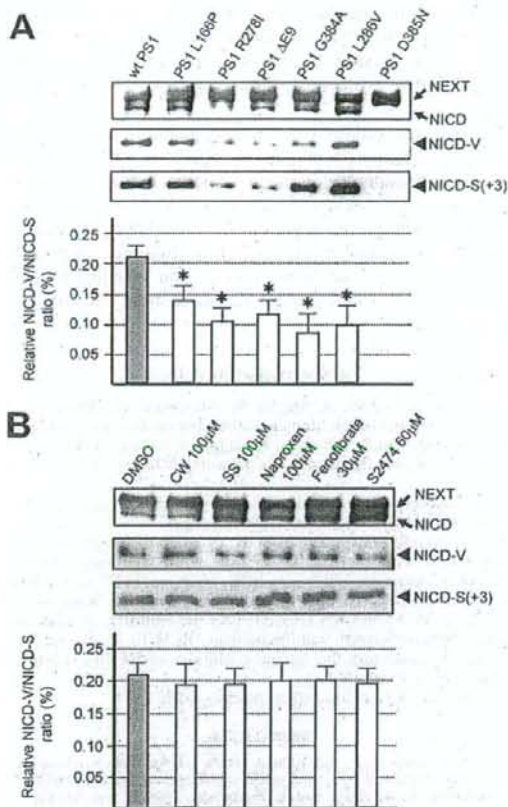 A
wt PS1
PS1 L166P
PS1 R278I
PS1 ΔE9
PS1 G384A
PS1 L286V
PS1 D385N
NEXT
NICD
NICD-V
NICD-S(+3)
Relative NICD-V/NICD-S
ratio (%)
0.25
0.20
0.15
0.10
0.05
* * * * *
B
DMSO
CW 100μM
SS 100μM
Naproxen
100μM
Fenofibrate
30μM
S2474 60μM
NEXT
NICD
NICD-V
NICD-S(+3)
Relative NICD-V/NICD-S
ratio (%)
0.25
0.20
0.15
0.10
0.05